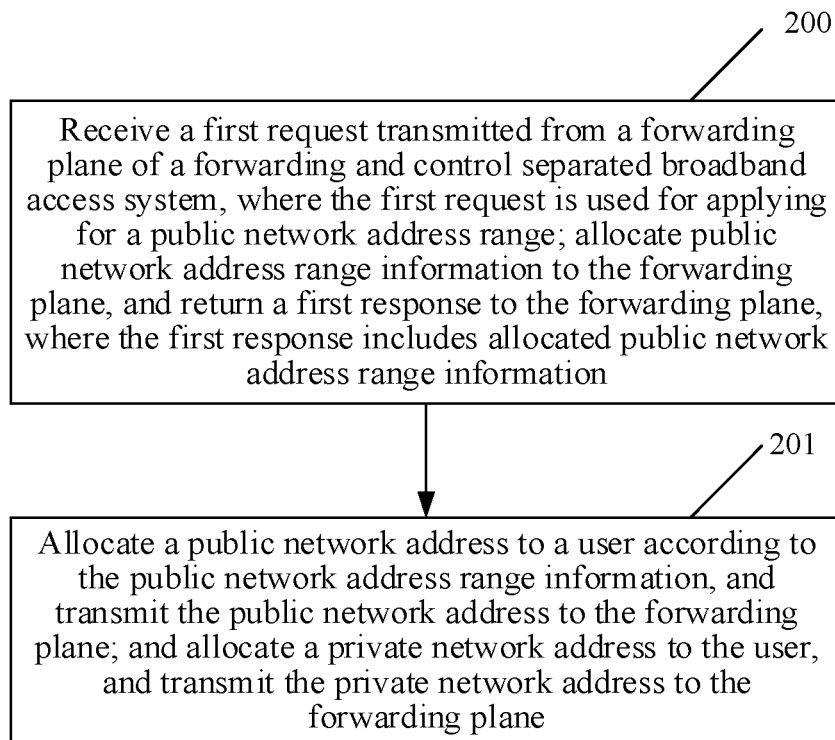 200
Receive a first request transmitted from a forwarding
plane of a forwarding and control separated broadband
access system, where the first request is used for applying
for a public network address range; allocate public
network address range information to the forwarding
plane, and return a first response to the forwarding plane,
where the first response includes allocated public network
address range information
201
Allocate a public network address to a user according to
the public network address range information, and
transmit the public network address to the forwarding
plane; and allocate a private network address to the user,
and transmit the private network address to the
forwarding plane